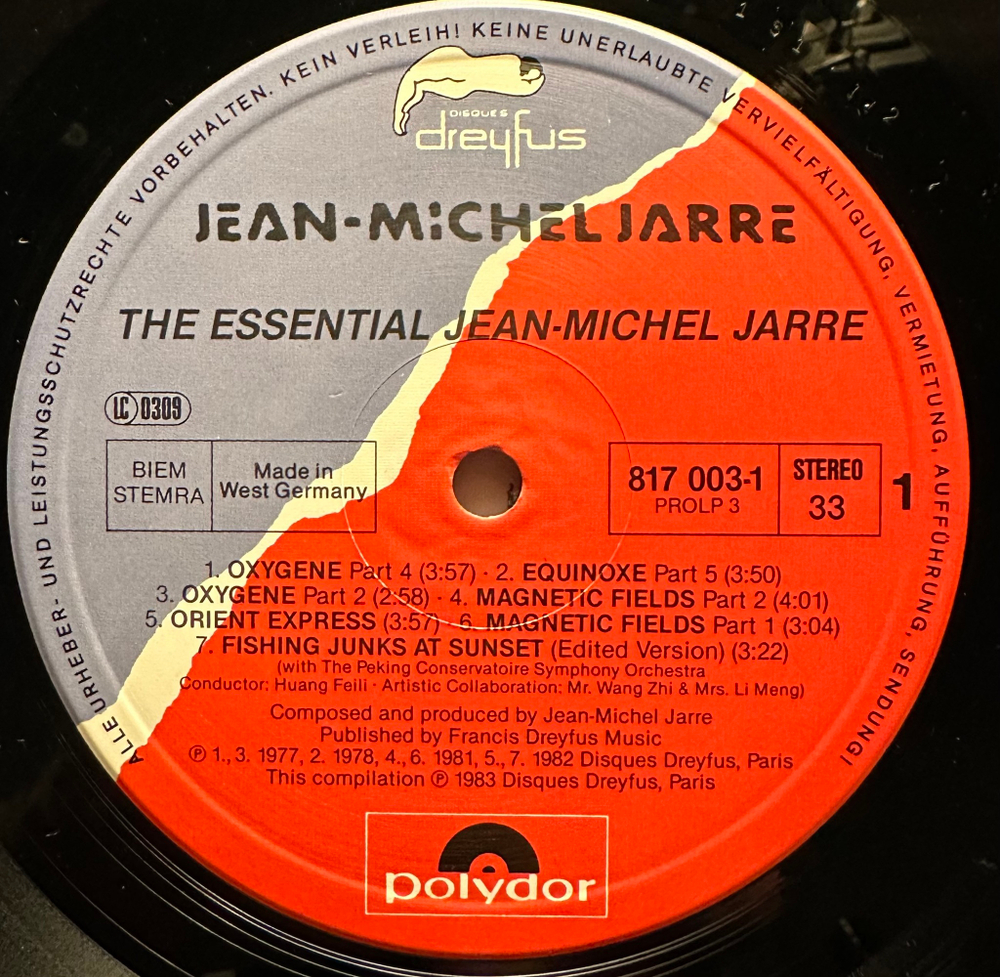 ALLE URHEBER- UND LEISTUNGSSCHUTZRECHTE VORBEHALTEN. KEIN VERLEIH! KEINE UNERLAUBTE VERVIELFÄLTIGUNG, VERMIETUNG, AUFFÜHRUNG, SENDUNG!
DISQUES
dreyfus
JEAN-MICHEL JARRE
THE ESSENTIAL JEAN-MICHEL JARRE
LC 0309
BIEM
STEMRA
Made in
West Germany
817 003-1
PROLP 3
STEREO
33
1
1. OXYGENE Part 4 (3:57) · 2. EQUINOXE Part 5 (3:50)
3. OXYGENE Part 2 (2:58) · 4. MAGNETIC FIELDS Part 2 (4:01)
5. ORIENT EXPRESS (3:57) · 6. MAGNETIC FIELDS Part 1 (3:04)
7. FISHING JUNKS AT SUNSET (Edited Version) (3:22)
(with The Peking Conservatoire Symphony Orchestra
Conductor: Huang Feili · Artistic Collaboration: Mr. Wang Zhi & Mrs. Li Meng)
Composed and produced by Jean-Michel Jarre
Published by Francis Dreyfus Music
℗ 1., 3. 1977, 2. 1978, 4., 6. 1981, 5., 7. 1982 Disques Dreyfus, Paris
This compilation ℗ 1983 Disques Dreyfus, Paris
polydor